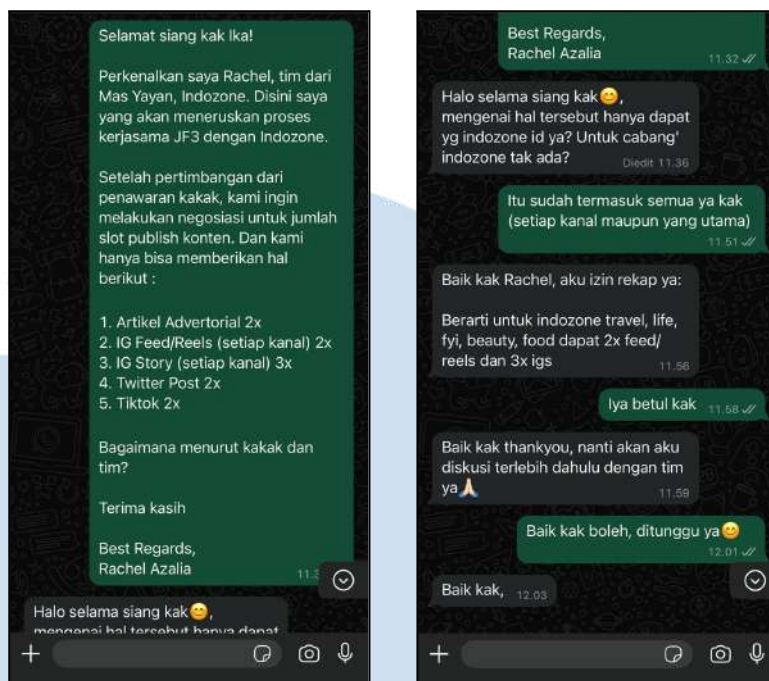 Selamat siang kak Ika!
Perkenalkan saya Rachel, tim dari
Mas Yayan, Indozone. Disini saya
yang akan meneruskan proses
kerjasama JF3 dengan Indozone.
Setelah pertimbangan dari
penawaran kakak, kami ingin
melakukan negosiasi untuk jumlah
slot publish konten. Dan kami
hanya bisa memberikan hal
berikut :
1. Artikel Advertorial 2x
2. IG Feed/Reels (setiap kanal) 2x
3. IG Story (setiap kanal) 3x
4. Twitter Post 2x
5. Tiktok 2x
Bagaimana menurut kakak dan
tim?
Terima kasih
Best Regards,
Rachel Azalia
Halo selama siang kak😊,
mengenai hal tersebut hanya dapat
Best Regards,
Rachel Azalia
11.32
Halo selama siang kak😊,
mengenai hal tersebut hanya dapat
yg indozone id ya? Untuk cabang'
indozone tak ada?
Diedit 11.36
Itu sudah termasuk semua ya kak
(setiap kanal maupun yang utama)
11.51
Baik kak Rachel, aku izin rekap ya:
Berarti untuk indozone travel, life,
fyi, beauty, food dapat 2x feed/
reels dan 3x igs
11.56
Iya betul kak 11.58
Baik kak thankyou, nanti akan aku
diskusi terlebih dahulu dengan tim
ya🙏🏻
11.59
Baik kak boleh, ditunggu ya😊
12.01
Baik kak, 12.03